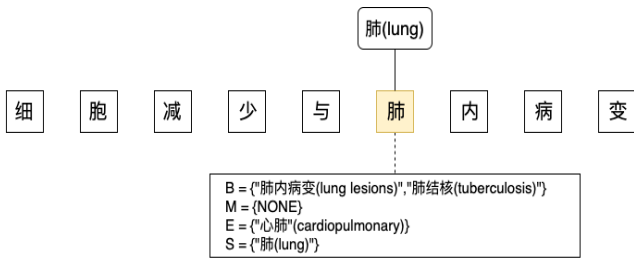 肺(lung)
细 胞 减 少 与 肺 内 病 变
B = {"肺内病变(lung lesions)","肺结核(tuberculosis)"}
M = {NONE}
E = {"心肺"(cardiopulmonary)}
S = {"肺(lung)"}